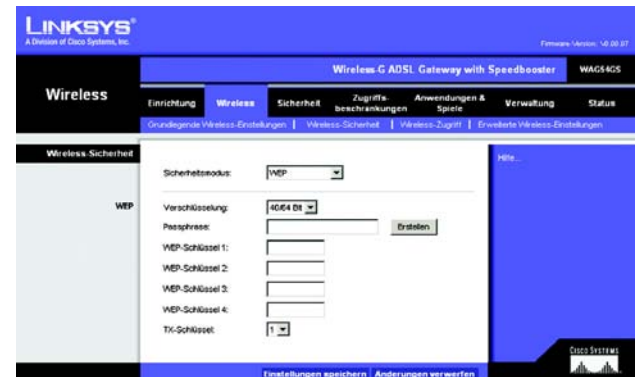 LINKSYS®
A Division of Cisco Systems, Inc.
Firmware-Version: V0.00.07
Wireless-G ADSL Gateway with Speedbooster WAG54GS
Wireless
Einrichtung Wireless Sicherheit Zugriffs-beschränkungen Anwendungen & Spiele Verwaltung Status
Grundlegende Wireless-Einstellungen | Wireless-Sicherheit | Wireless-Zugriff | Erweiterte Wireless-Einstellungen
Wireless-Sicherheit
Hilfe...
Sicherheitsmodus: WEP
WEP
Verschlüsselung: 40/64 Bit
Passphrase: Erstellen
WEP-Schlüssel 1:
WEP-Schlüssel 2:
WEP-Schlüssel 3:
WEP-Schlüssel 4:
TX-Schlüssel: 1
CISCO SYSTEMS
Einstellungen speichern Änderungen verwerfen